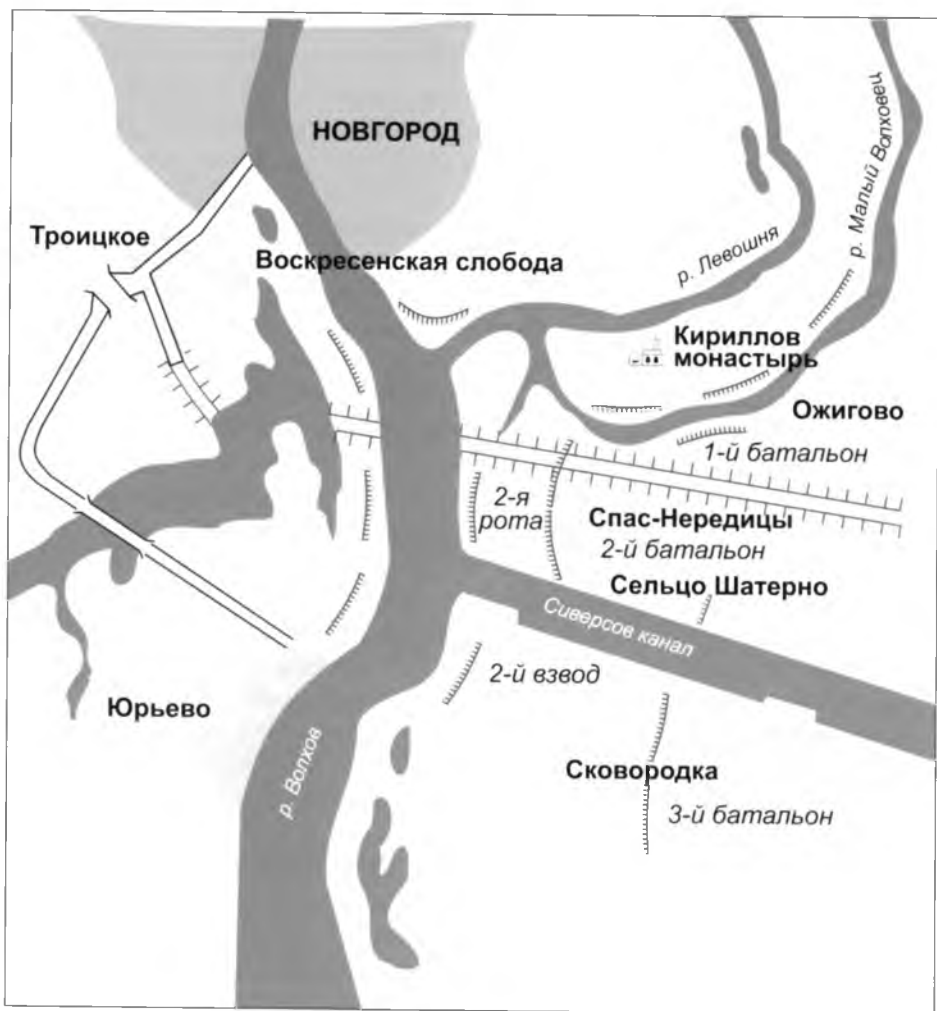 НОВГОРОД
Троицкое
Воскресенская слобода
р. Левошня
р. Малый Волховец
Кириллов
монастырь
Ожигово
1-й батальон
2-я
рота
Спас-Нередицы
2-й батальон
Сельцо Шатерно
Сиверсов канал
2-й взвод
Юрьево
р. Волхов
Сковородка
3-й батальон